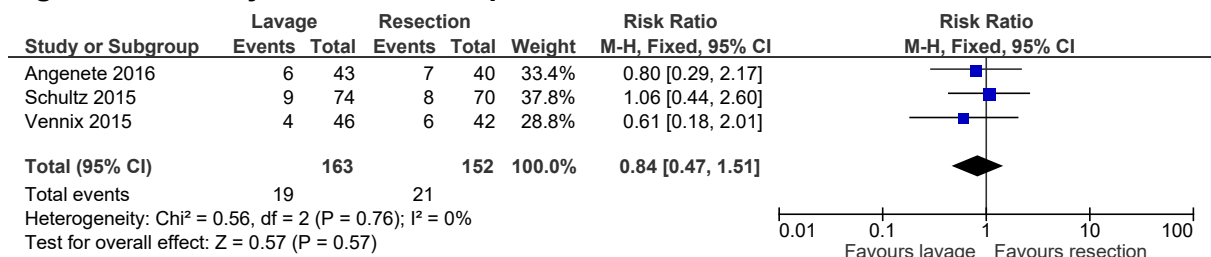 Lavage Resection Risk Ratio Risk Ratio
Study or Subgroup Events Total Events Total Weight M-H, Fixed, 95% CI M-H, Fixed, 95% CI
Angenete 2016 6 43 7 40 33.4% 0.80 [0.29, 2.17]
Schultz 2015 9 74 8 70 37.8% 1.06 [0.44, 2.60]
Vennix 2015 4 46 6 42 28.8% 0.61 [0.18, 2.01]
Total (95% CI) 163 152 100.0% 0.84 [0.47, 1.51]
Total events 19 21
Heterogeneity: Chi² = 0.56, df = 2 (P = 0.76); I² = 0%
Test for overall effect: Z = 0.57 (P = 0.57)
0.01 0.1 1 10 100
Favours lavage Favours resection